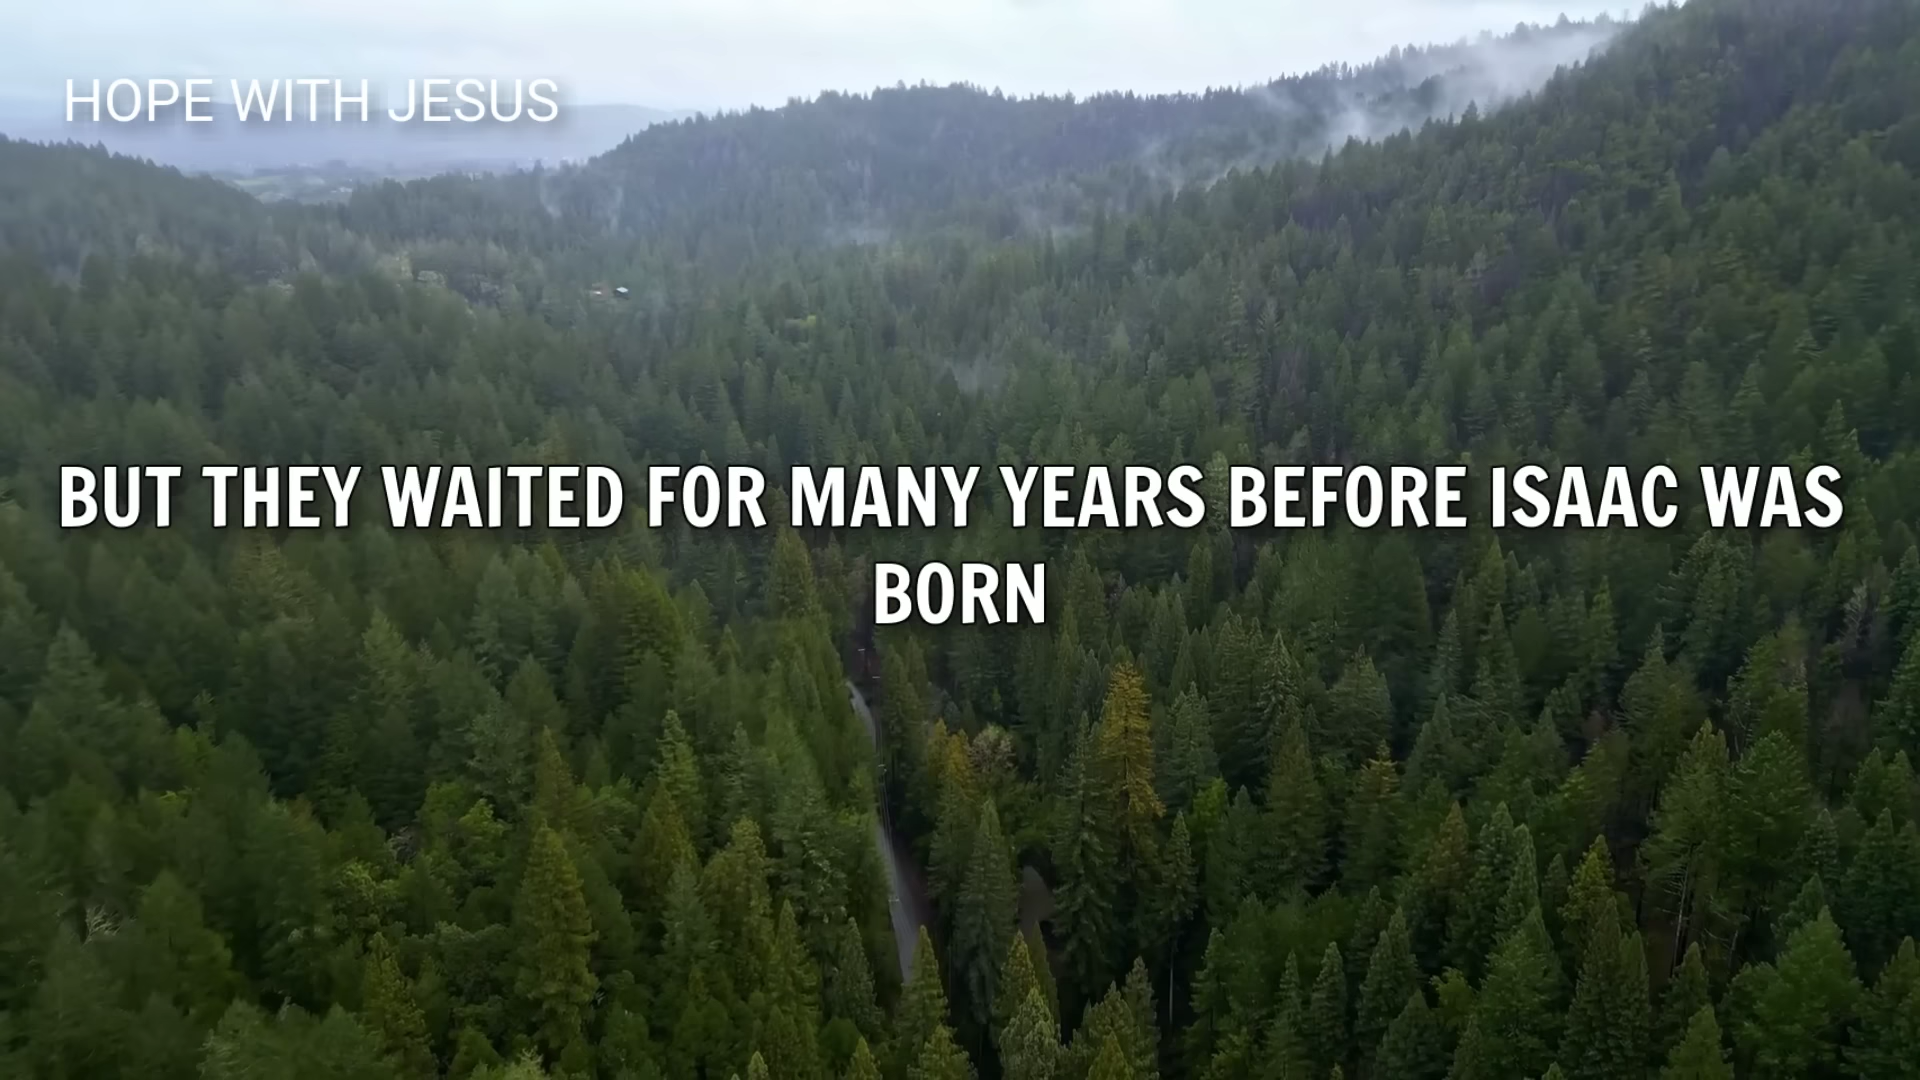 HOPE WITH JESUS
BUT THEY WAITED FOR MANY YEARS BEFORE ISAAC WAS
BORN